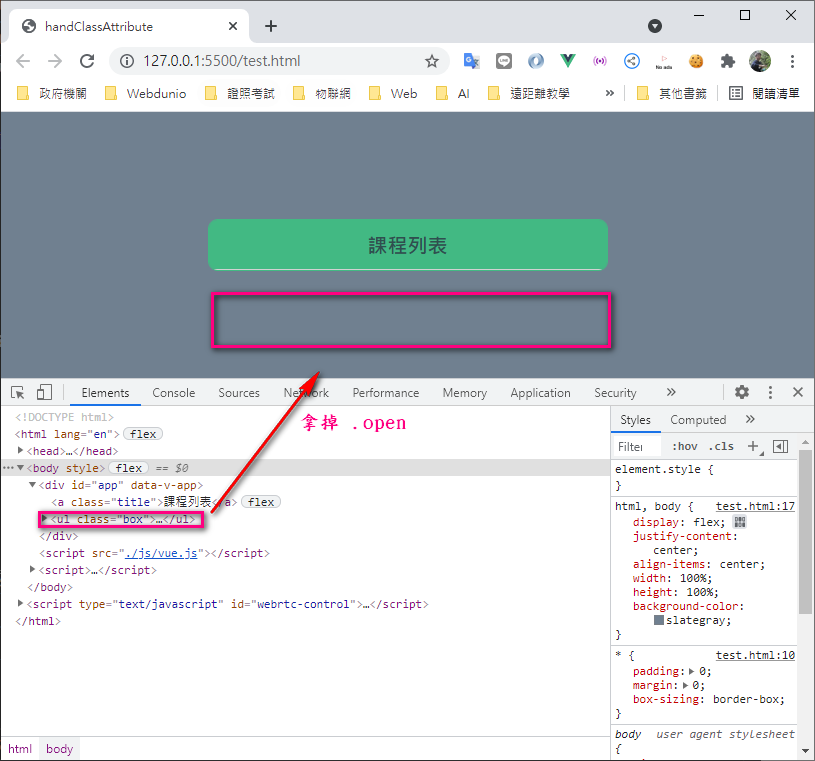 handClassAttribute
127.0.0.1:5500/test.html
No ads
政府機關 Webdunio 證照考試 物聯網 Web AI 遠距離教學 » 其他書籤 閱讀清單
課程列表
Elements Console Sources Network Performance Memory Application Security »
拿掉 .open
<!DOCTYPE html>
<html lang="en"> flex
<head>…</head>
<body style> flex == $0
<div id="app" data-v-app>
<a class="title">課程列表</a> flex
<ul class="box">…</ul>
</div>
<script src="./js/vue.js"></script>
<script>…</script>
</body>
<script type="text/javascript" id="webrtc-control">…</script>
</html>
html body
Styles Computed »
Filter :hov .cls +
element.style {
}
html, body { test.html:17
display: flex;
justify-content:
center;
align-items: center;
width: 100%;
height: 100%;
background-color:
slategray;
}
* { test.html:10
padding: 0;
margin: 0;
box-sizing: border-box;
}
body user agent stylesheet
{